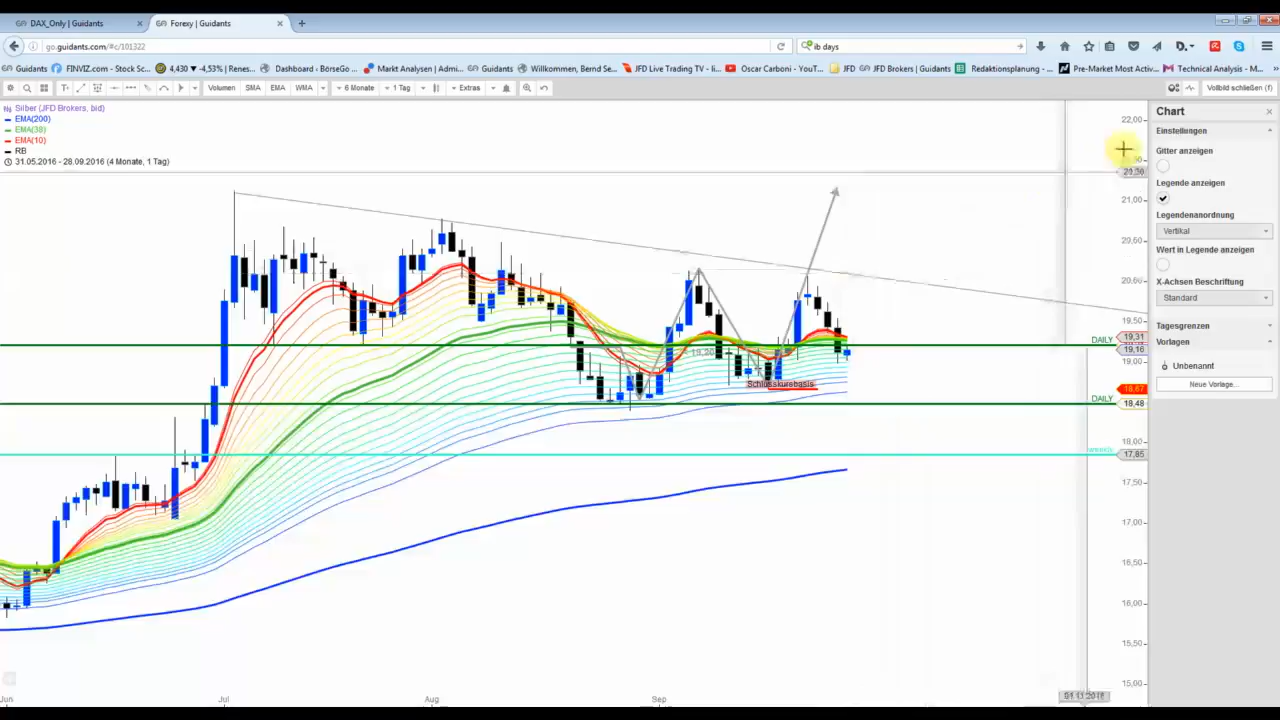 DAX_Only | Guidants
Forexy | Guidants
go.guidants.com/#c/101322
ib days
Guidants
FINVIZ.com - Stock Sc...
4,430 ▼ -4,53% | Renes...
Dashboard - BörseGo ...
Markt Analysen | Admi...
Guidants
Willkommen, Bernd Se...
JFD Live Trading TV - li...
Oscar Carboni - YouT...
JFD
JFD Brokers | Guidants
Redaktionsplanung - ...
Pre-Market Most Activ...
Technical Analysis - M...
Volumen
SMA
EMA
WMA
6 Monate
1 Tag
Extras
Vollbild schließen (f)
Silber (JFD Brokers, bid)
EMA(200)
EMA(38)
EMA(10)
RB
31.05.2016 - 28.09.2016 (4 Monate, 1 Tag)
Chart
Einstellungen
Gitter anzeigen
Legende anzeigen
Legendenanordnung
Vertikal
Wert in Legende anzeigen
X-Achsen Beschriftung
Standard
Tagesgrenzen
Vorlagen
Unbenannt
Neue Vorlage...
22,00
21,00
19,50
DAILY
19,31
19,16
19,00
19,20
Schlusskursbasis
18,67
DAILY
18,48
18,00
17,85
17,50
17,00
16,50
16,00
15,50
15,00
Jun
Jul
Aug
Sep